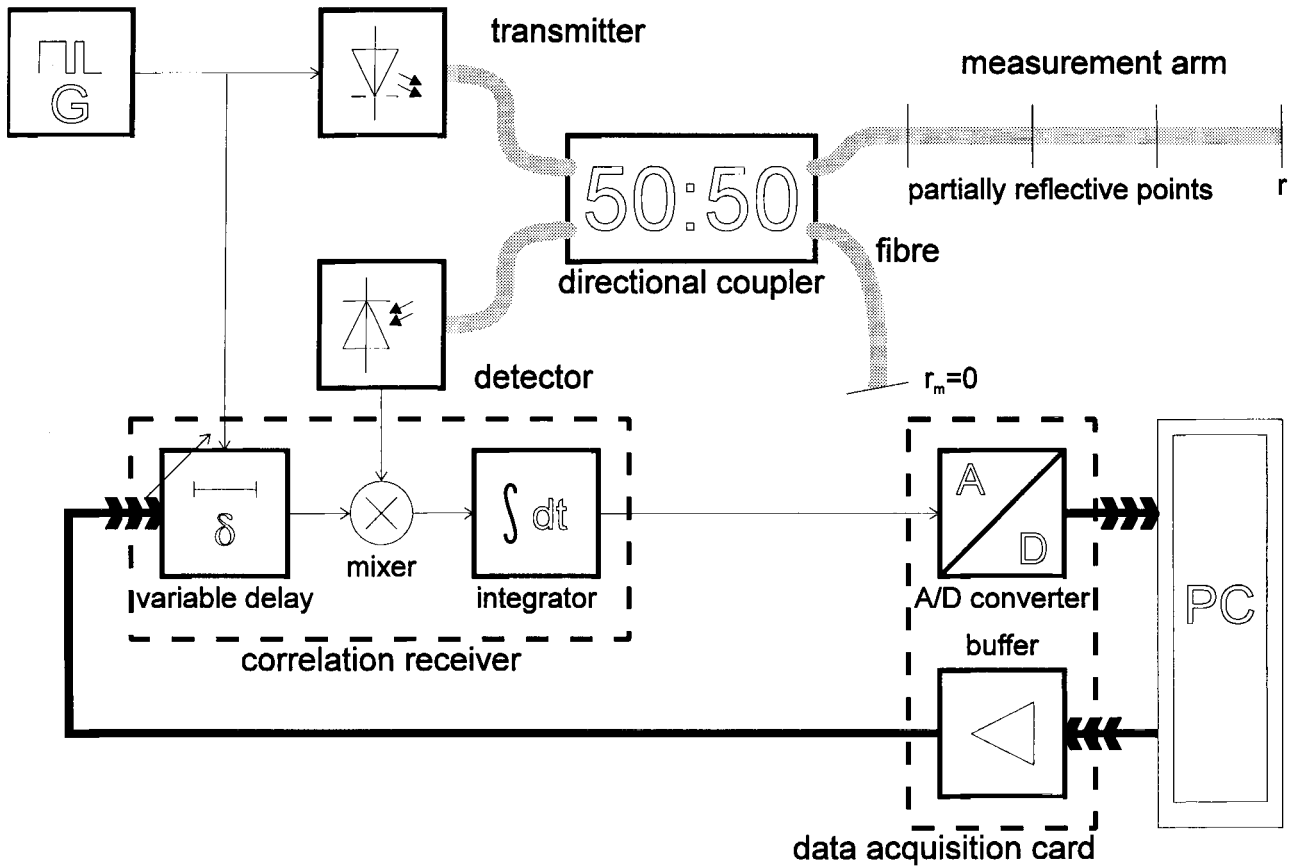 G
transmitter
measurement arm
50:50
partially reflective points
r
directional coupler
fibre
detector
rₘ=0
δ
variable delay
mixer
∫ dt
integrator
correlation receiver
A
D
A/D converter
buffer
PC
data acquisition card